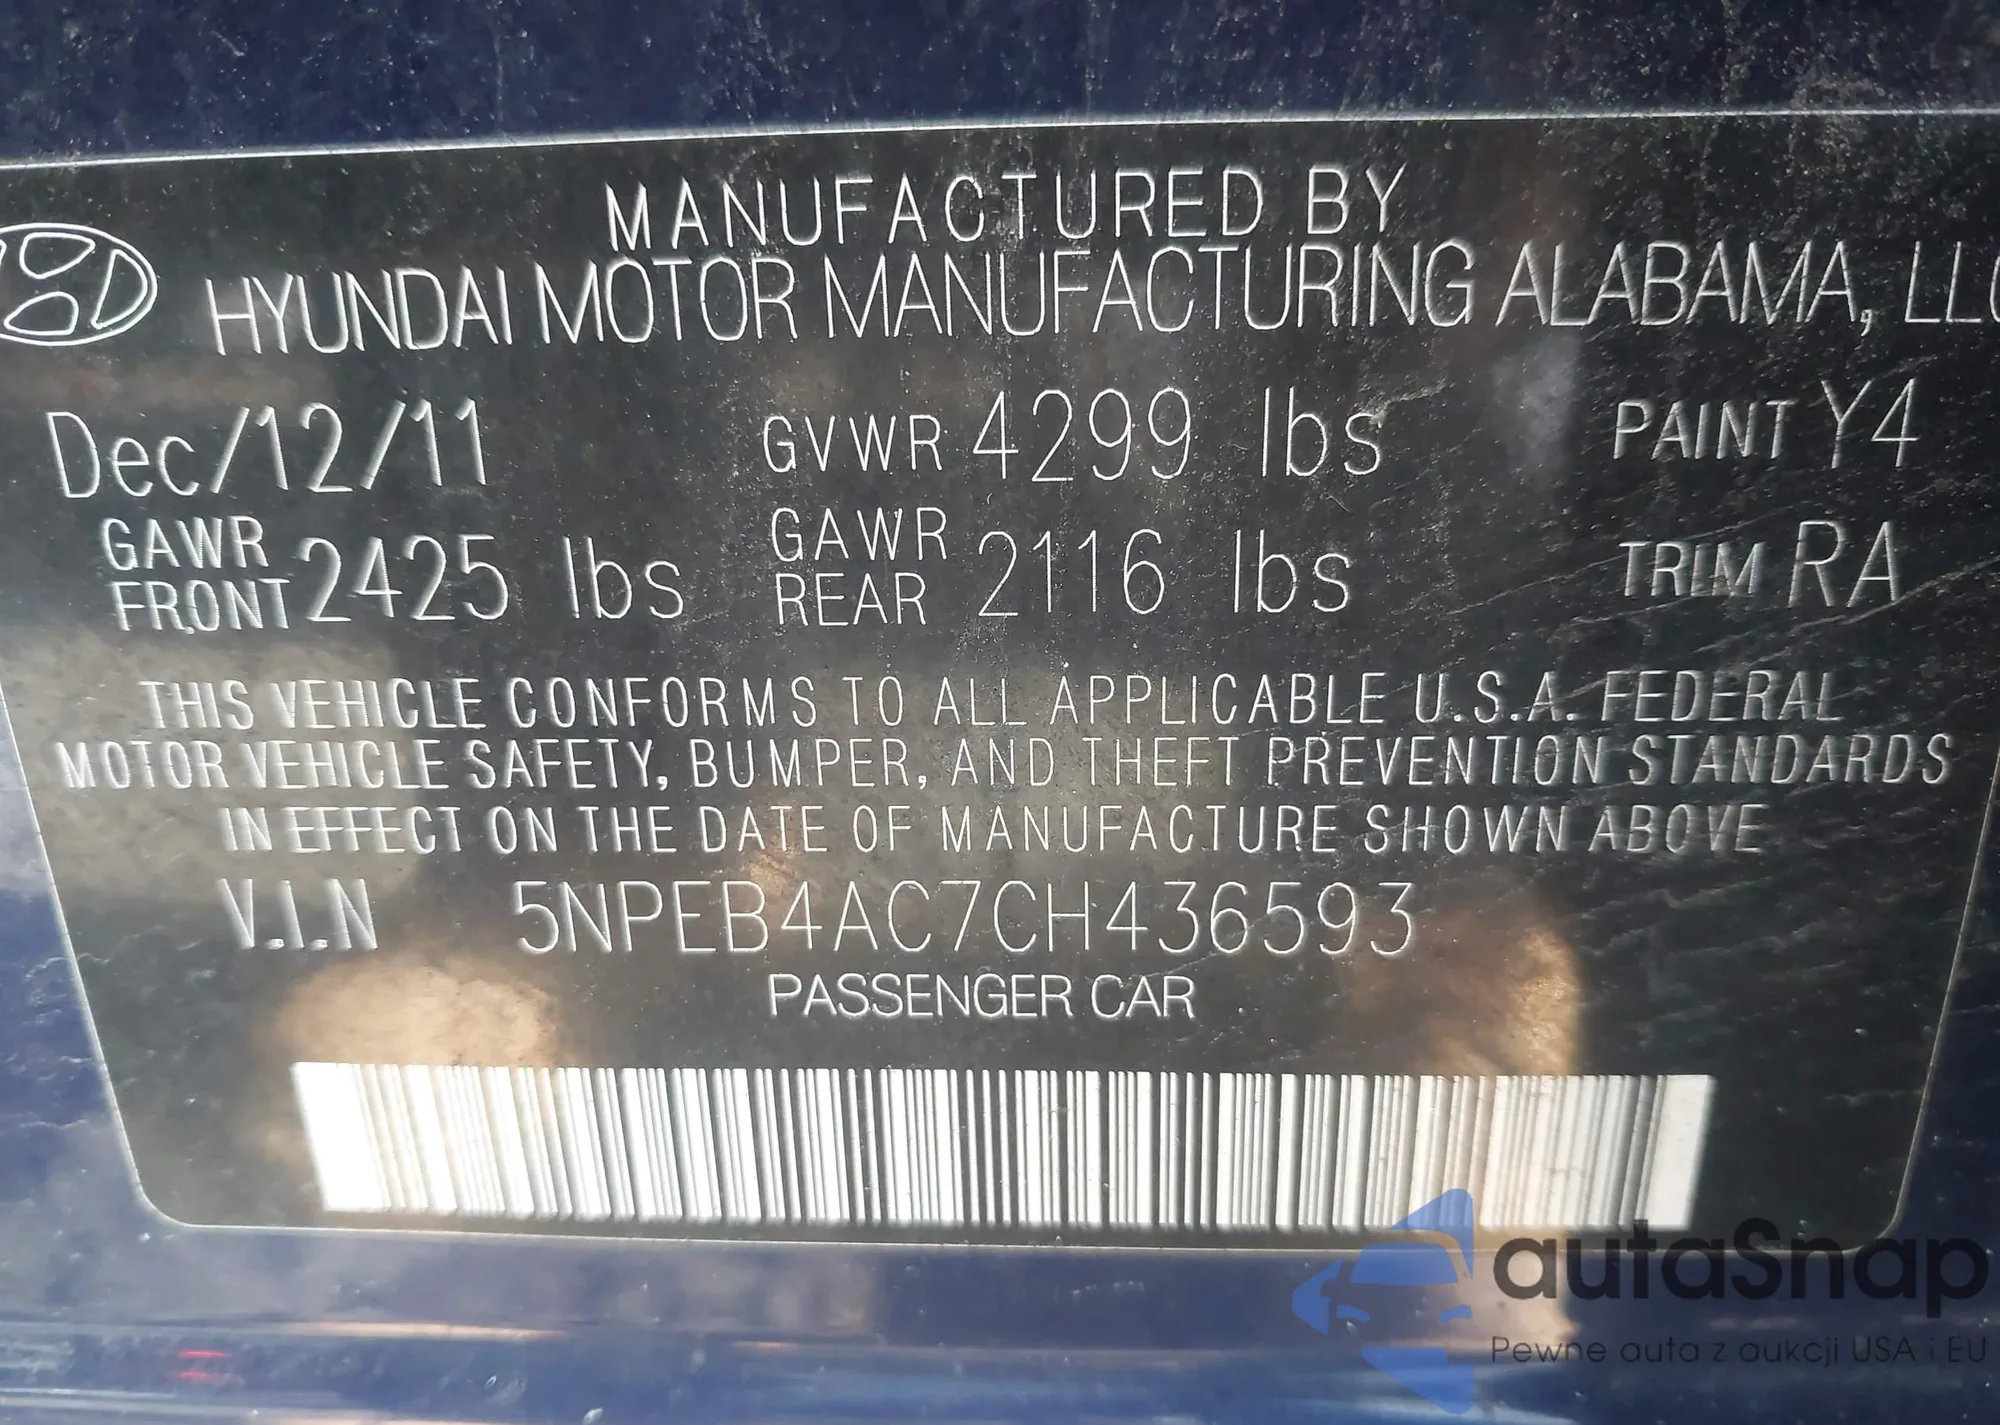 MANUFACTURED BY
HYUNDAI MOTOR MANUFACTURING ALABAMA, LLC
Dec/12/11 GVWR 4299 lbs PAINT Y4
GAWR FRONT 2425 lbs GAWR REAR 2116 lbs TRIM RA
THIS VEHICLE CONFORMS TO ALL APPLICABLE U.S.A. FEDERAL
MOTOR VEHICLE SAFETY, BUMPER, AND THEFT PREVENTION STANDARDS
IN EFFECT ON THE DATE OF MANUFACTURE SHOWN ABOVE
V.I.N 5NPEB4AC7CH436593
PASSENGER CAR
autaSnap
Pewne auta z aukcji USA i EU